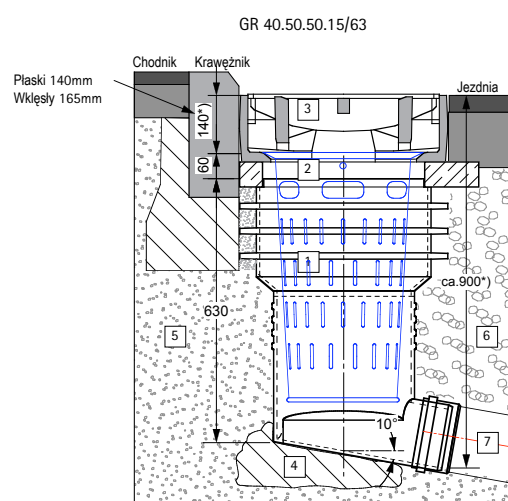 GR 40.50.50.15/63
Chodnik Krawężnik
Płaski 140mm
Wklęsły 165mm
Jezdnia
140*)
3
60
2
1
ca.900*)
630
5
6
10°
7
4